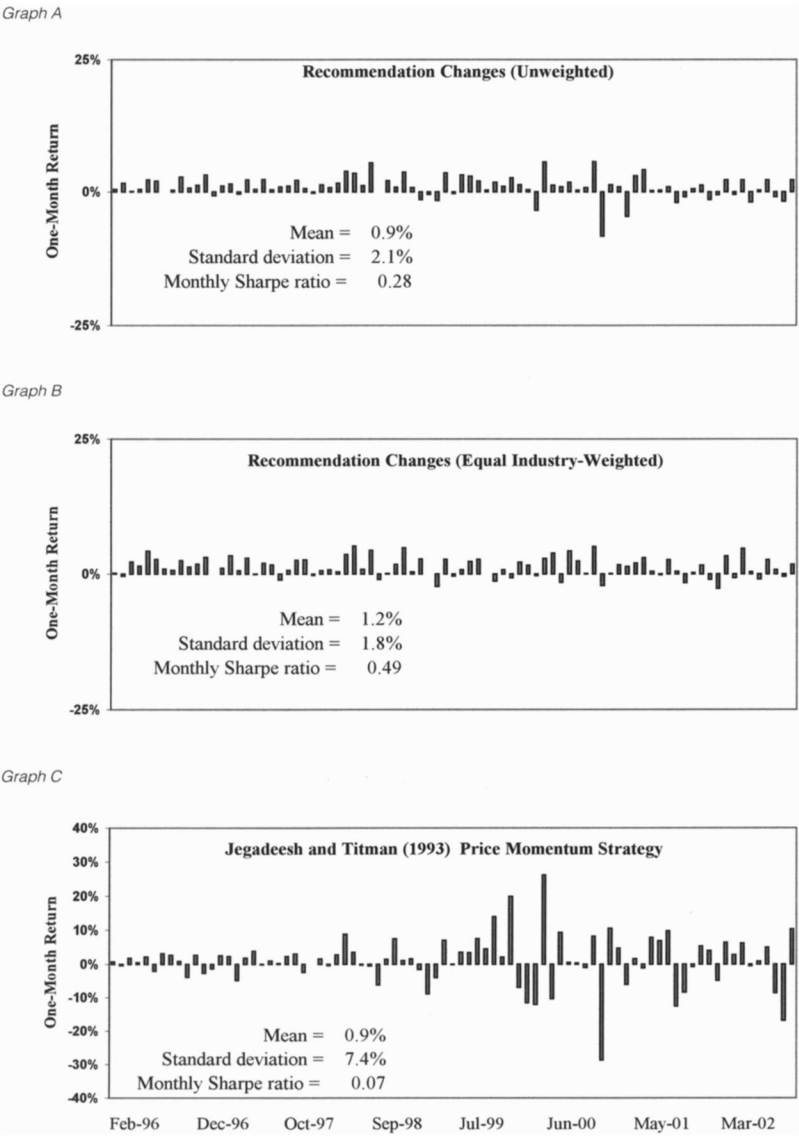 Graph A
25%
Recommendation Changes (Unweighted)
One-Month Return
0%
Mean = 0.9%
Standard deviation = 2.1%
Monthly Sharpe ratio = 0.28
-25%
Graph B
25%
Recommendation Changes (Equal Industry-Weighted)
One-Month Return
0%
Mean = 1.2%
Standard deviation = 1.8%
Monthly Sharpe ratio = 0.49
-25%
Graph C
40%
Jegadeesh and Titman (1993) Price Momentum Strategy
30%
20%
10%
One-Month Return
0%
-10%
-20%
Mean = 0.9%
-30%
Standard deviation = 7.4%
Monthly Sharpe ratio = 0.07
-40%
Feb-96 Dec-96 Oct-97 Sep-98 Jul-99 Jun-00 May-01 Mar-02